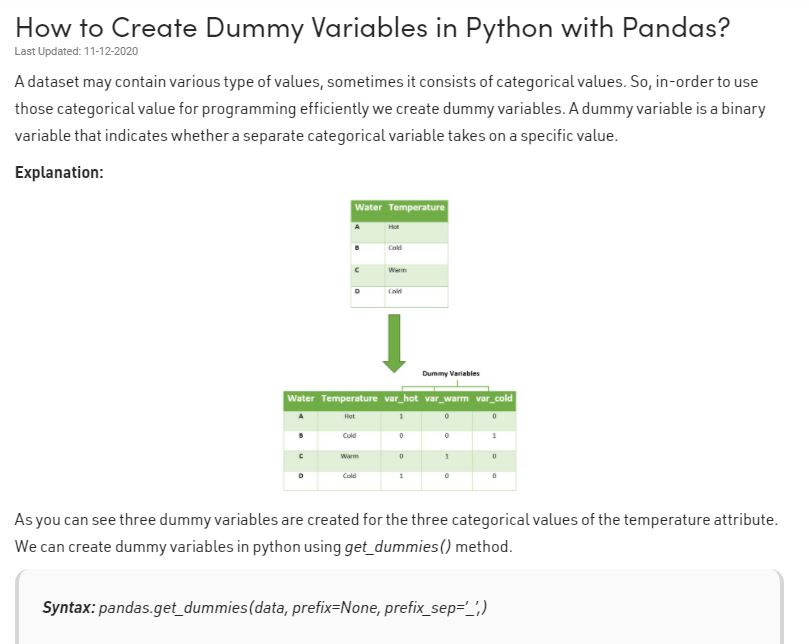 How to Create Dummy Variables in Python with Pandas?
Last Updated: 11-12-2020
A dataset may contain various type of values, sometimes it consists of categorical values. So, in-order to use
those categorical value for programming efficiently we create dummy variables. A dummy variable is a binary
variable that indicates whether a separate categorical variable takes on a specific value.
Explanation:
Water Temperature
A Hot
B Cold
C Warm
D Cold
Dummy Variables
Water Temperature var_hot var_warm var_cold
A Hot 1 0 0
B Cold 0 0 1
C Warm 0 1 0
D Cold 1 0 0
As you can see three dummy variables are created for the three categorical values of the temperature attribute.
We can create dummy variables in python using get_dummies() method.
Syntax: pandas.get_dummies(data, prefix=None, prefix_sep=’_’,)